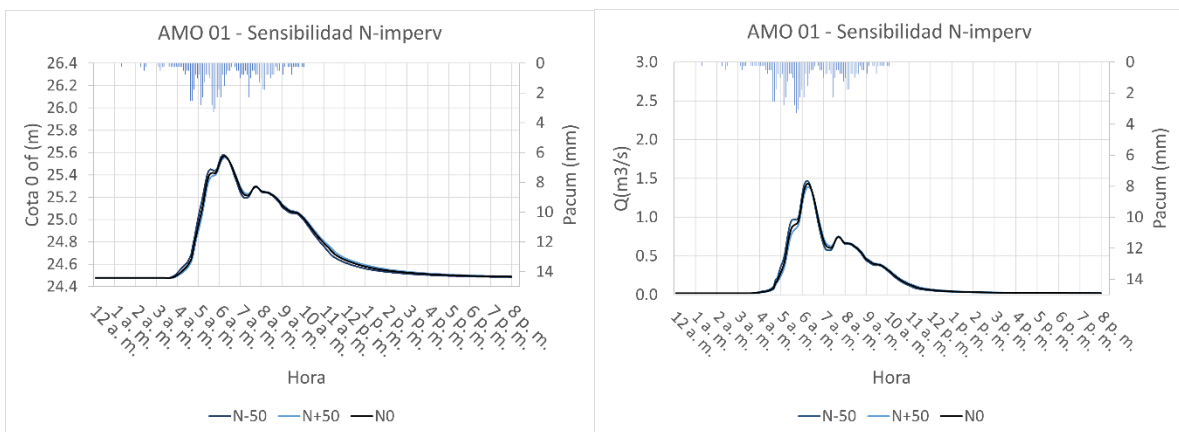 AMO 01 - Sensibilidad N-imperv
26.4
26.2
26.0
25.8
25.6
25.4
25.2
25.0
24.8
24.6
24.4
Cota 0 of (m)
0
2
4
6
8
10
12
14
Pacum (mm)
12 a. m.
1 a. m.
2 a. m.
3 a. m.
4 a. m.
5 a. m.
6 a. m.
7 a. m.
8 a. m.
9 a. m.
10 a. m.
11 a. m.
12 p. m.
1 p. m.
2 p. m.
3 p. m.
4 p. m.
5 p. m.
6 p. m.
7 p. m.
8 p. m.
Hora
N-50 N+50 N0
AMO 01 - Sensibilidad N-imperv
3.0
2.5
2.0
1.5
1.0
0.5
0.0
Q(m3/s)
0
2
4
6
8
10
12
14
Pacum (mm)
12 a. m.
1 a. m.
2 a. m.
3 a. m.
4 a. m.
5 a. m.
6 a. m.
7 a. m.
8 a. m.
9 a. m.
10 a. m.
11 a. m.
12 p. m.
1 p. m.
2 p. m.
3 p. m.
4 p. m.
5 p. m.
6 p. m.
7 p. m.
8 p. m.
Hora
N-50 N+50 N0